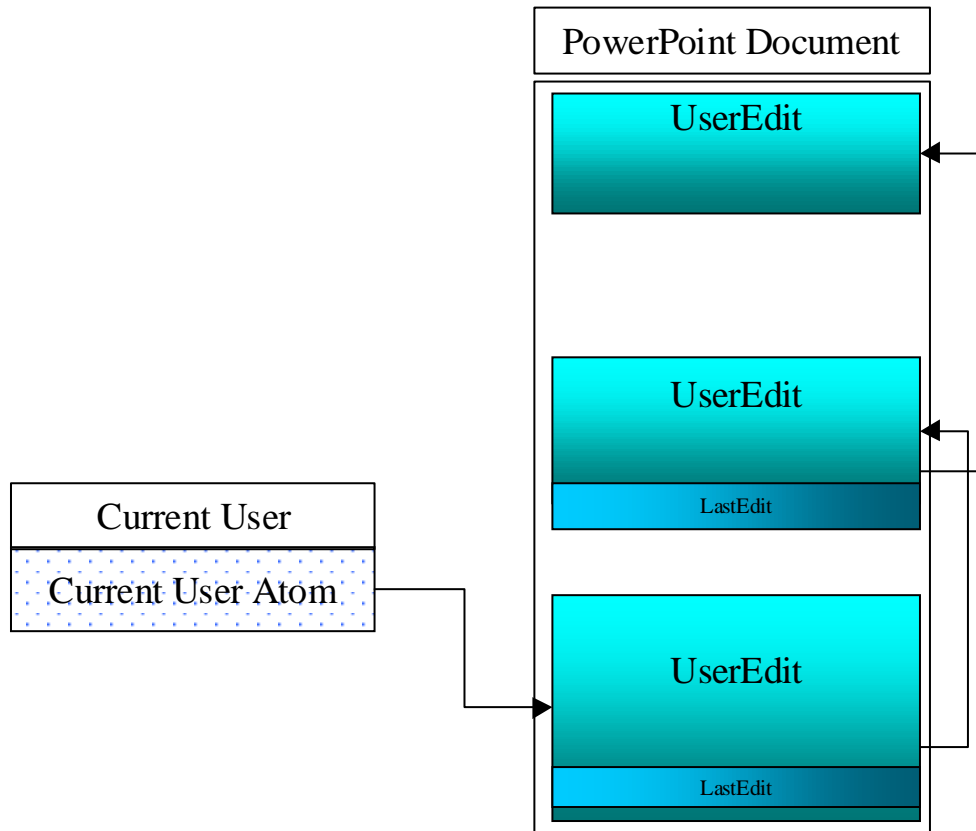 PowerPoint Document
UserEdit
UserEdit
LastEdit
Current User
Current User Atom
UserEdit
LastEdit